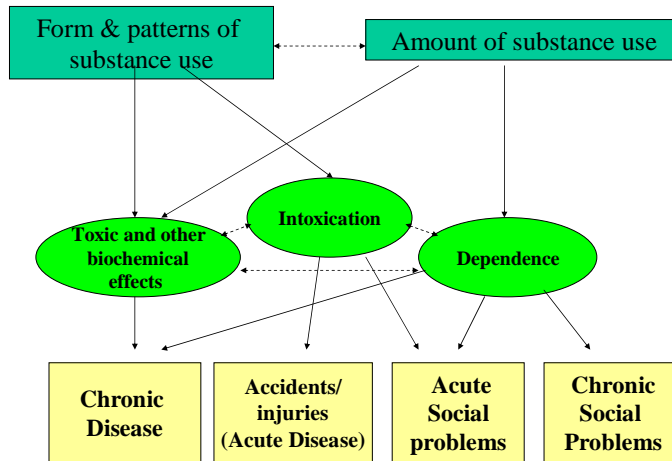 Form & patterns of
substance use
Amount of substance use
Intoxication
Toxic and other
biochemical
effects
Dependence
Chronic
Disease
Accidents/
injuries
(Acute Disease)
Acute
Social
problems
Chronic
Social
Problems